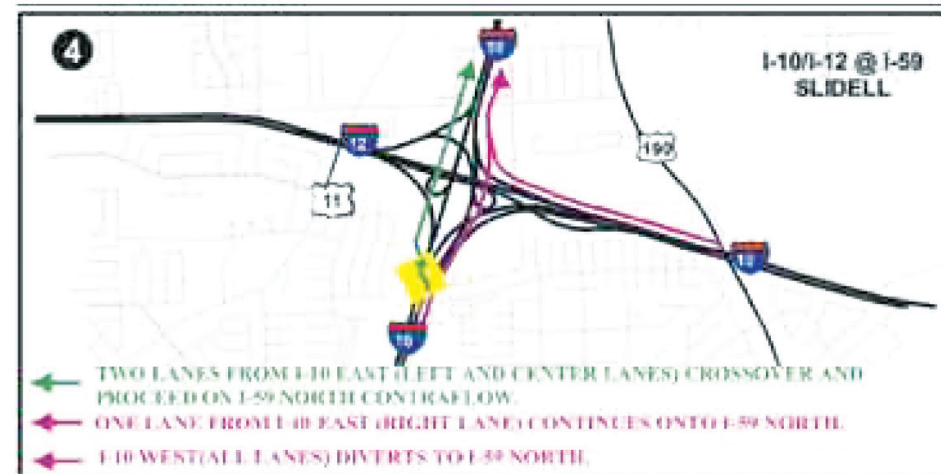 4
I-10/I-12 @ I-59
SLIDELL
12
11
190
10
10
TWO LANES FROM I-10 EAST (LEFT AND CENTER LANES) CROSSOVER AND
PROCEED ON I-59 NORTH CONTRAFLOW.
ONE LANE FROM I-10 EAST (RIGHT LANE) CONTINUES ONTO I-59 NORTH.
I-10 WEST(ALL LANES) DIVERTS TO I-59 NORTH.